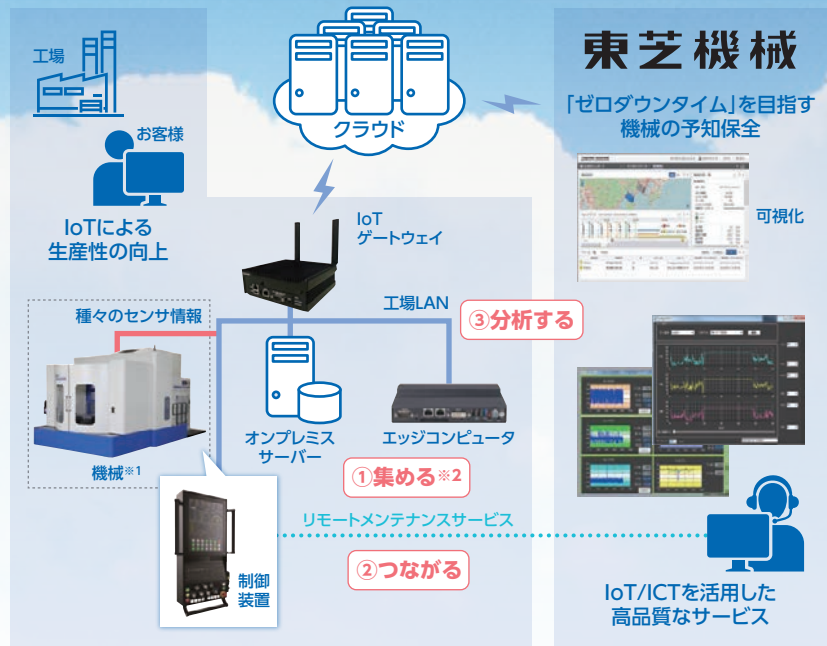 工場
お客様
IoTによる
生産性の向上
クラウド
IoT
ゲートウェイ
工場LAN
種々のセンサ情報
機械※1
オンプレミス
サーバー
エッジコンピュータ
①集める※2
リモートメンテナンスサービス
②つながる
制御
装置
③分析する
東芝機械
「ゼロダウンタイム」を目指す
機械の予知保全
可視化
IoT/ICTを活用した
高品質なサービス